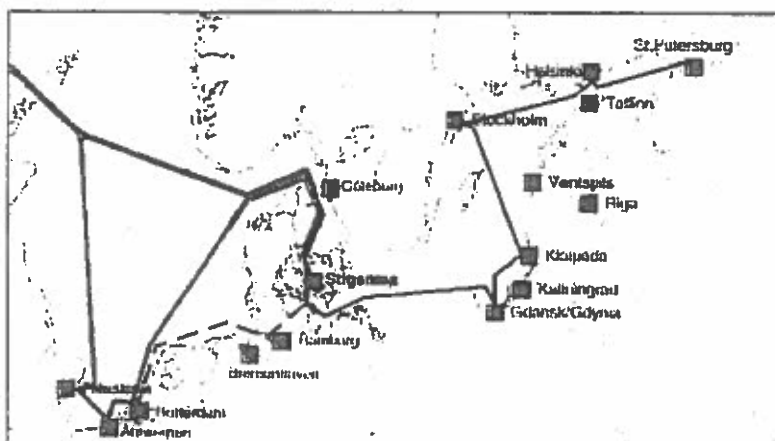 St.Petersburg
Helsinki
Tallinn
Stockholm
Ventspils
Göteborg
Riga
Klaipeda
Kaliningrad
Gdansk/Gdynia
Hamburg
Bremerhaven
Rotterdam
Antwerpen